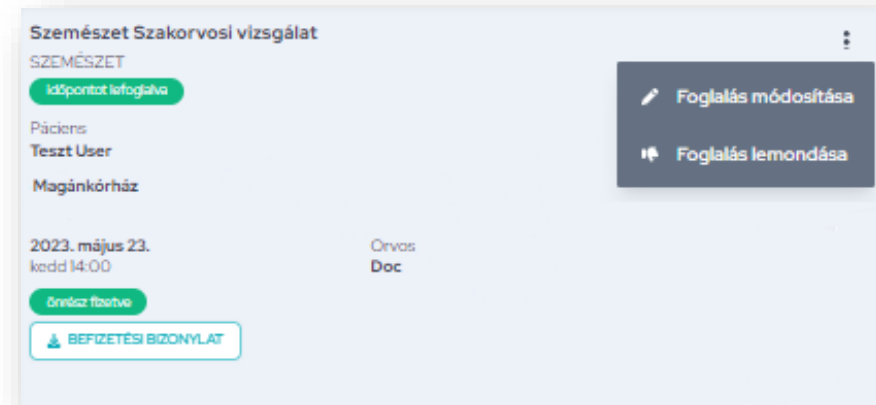 Szemészet Szakorvosi vizsgálat
SZEMÉSZET
Időpontot lefoglalva
Foglalás módosítása
Foglalás lemondása
Páciens
Teszt User
Magánkórház
2023. május 23.
kedd 14:00
Orvos
Doc
önrész fizetve
BEFIZETÉSI BIZONYLAT